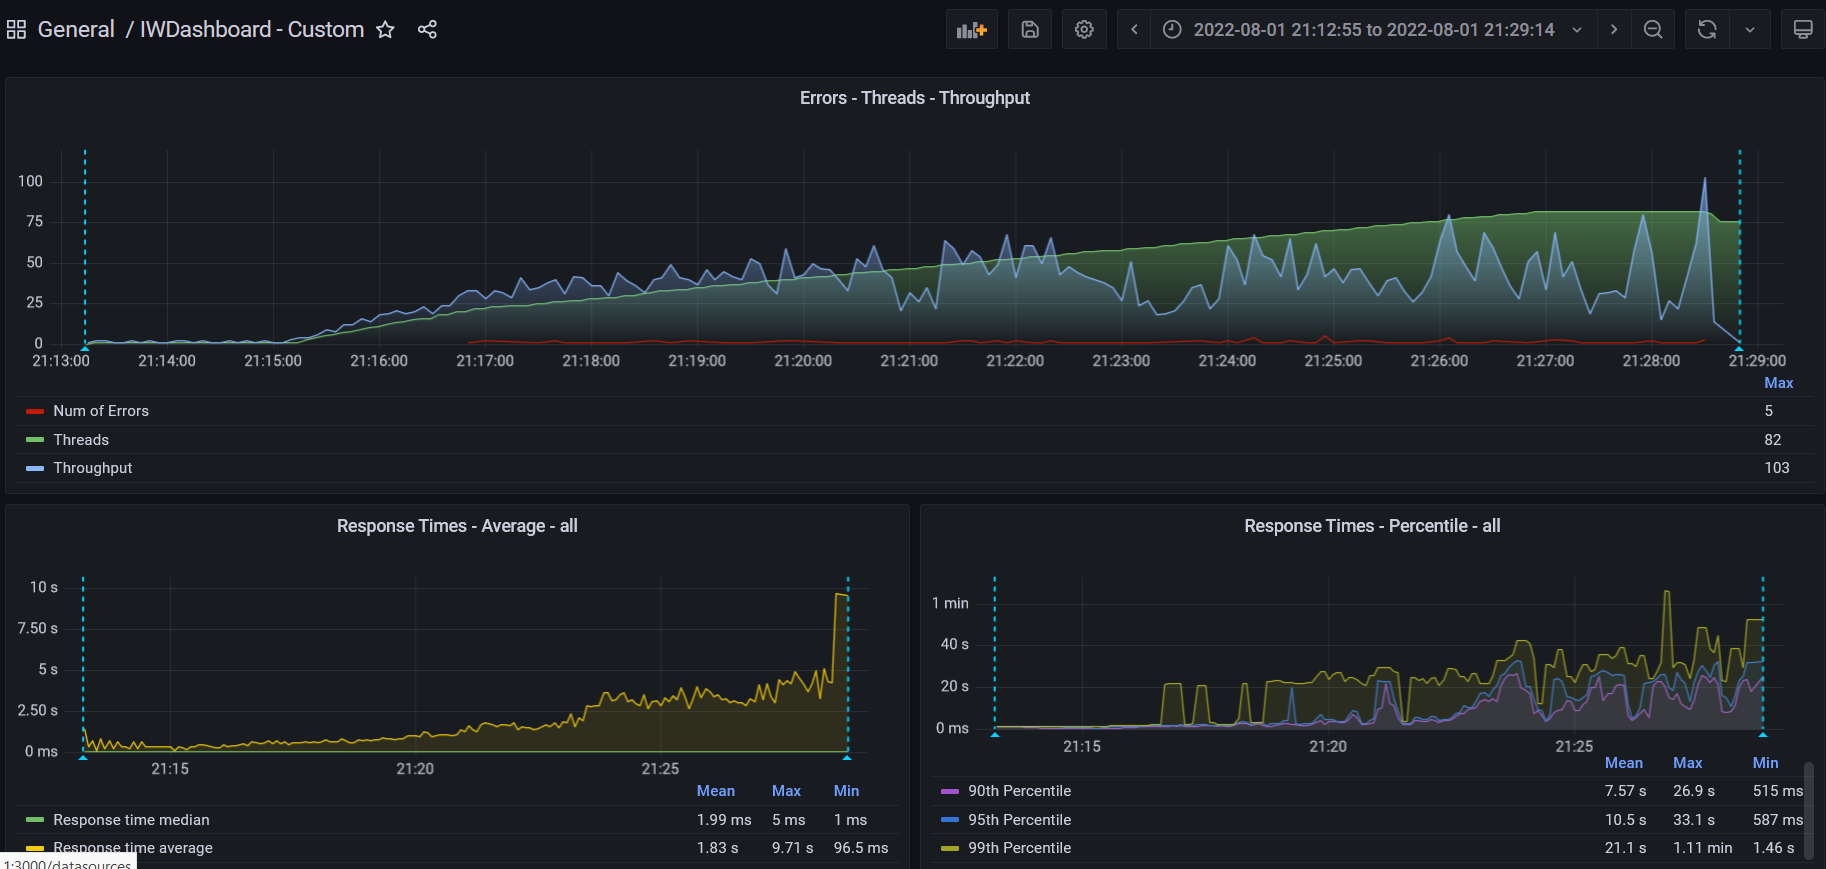 General / IWDashboard - Custom
2022-08-01 21:12:55 to 2022-08-01 21:29:14
Errors - Threads - Throughput
100
75
50
25
0
21:13:00 21:14:00 21:15:00 21:16:00 21:17:00 21:18:00 21:19:00 21:20:00 21:21:00 21:22:00 21:23:00 21:24:00 21:25:00 21:26:00 21:27:00 21:28:00 21:29:00
Max
Num of Errors 5
Threads 82
Throughput 103
Response Times - Average - all
10 s
7.50 s
5 s
2.50 s
0 ms
21:15 21:20 21:25
Mean Max Min
Response time median 1.99 ms 5 ms 1 ms
Response time average 1.83 s 9.71 s 96.5 ms
1:3000/datasources
Response Times - Percentile - all
1 min
40 s
20 s
0 ms
21:15 21:20 21:25
Mean Max Min
90th Percentile 7.57 s 26.9 s 515 ms
95th Percentile 10.5 s 33.1 s 587 ms
99th Percentile 21.1 s 1.11 min 1.46 s